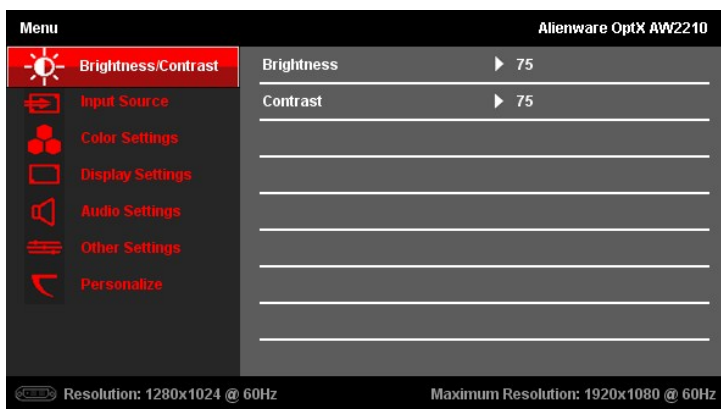 Menu Alienware OptX AW2210
Brightness/Contrast Brightness 75
Input Source Contrast 75
Color Settings
Display Settings
Audio Settings
Other Settings
Personalize
Resolution: 1280x1024 @ 60Hz Maximum Resolution: 1920x1080 @ 60Hz